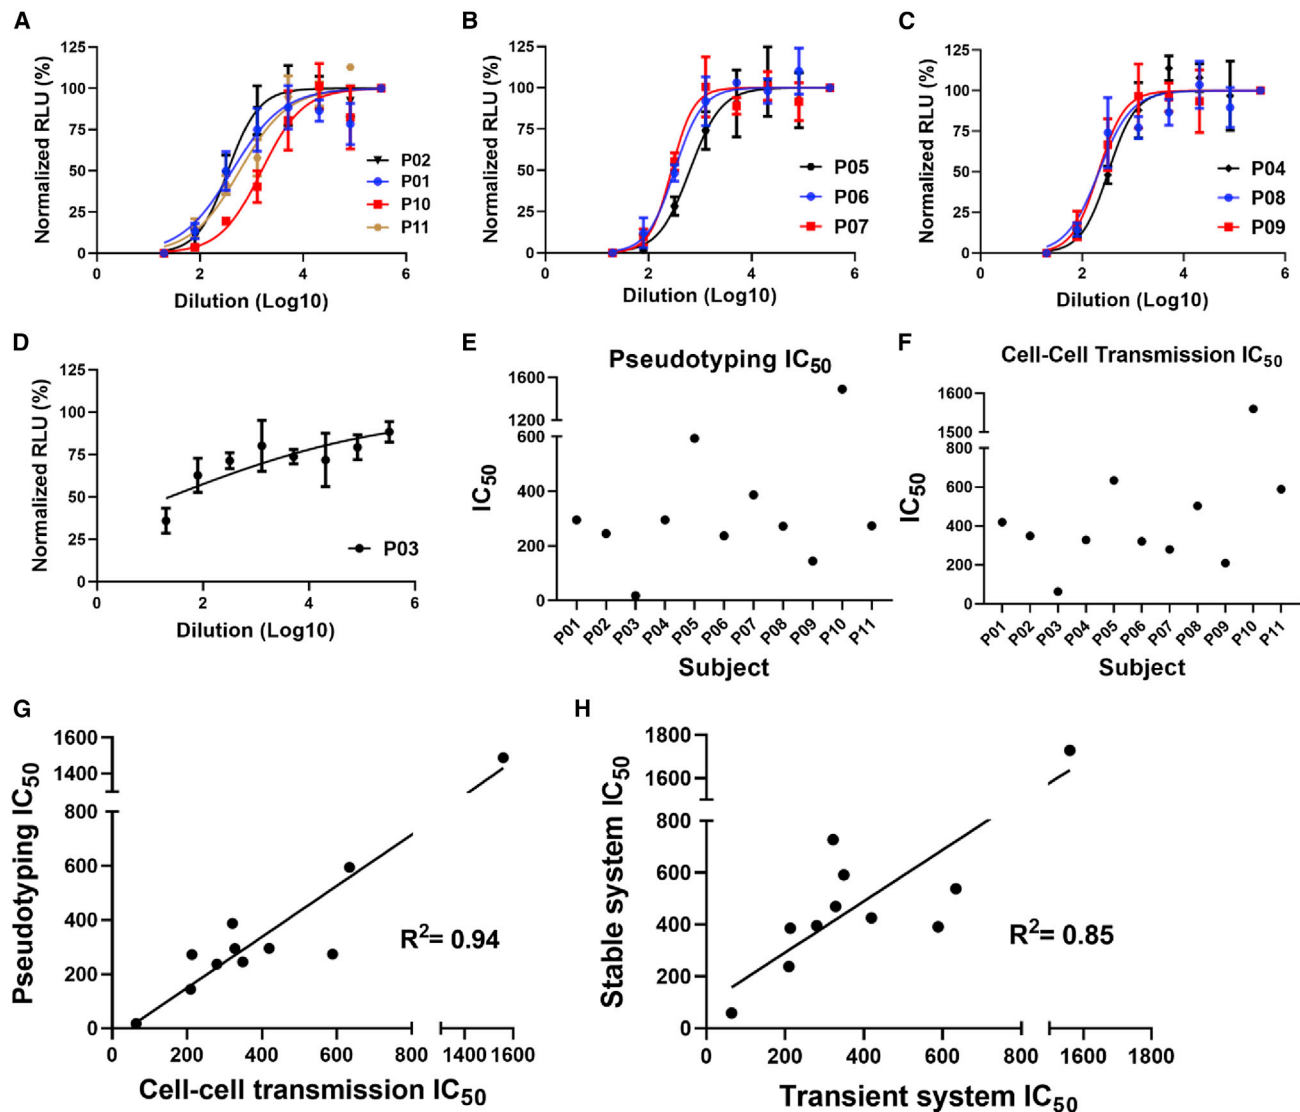 A
Normalized RLU (%)
125
100
75
50
25
0
0
2
4
6
Dilution (Log10)
P02
P01
P10
P11
B
Normalized RLU (%)
125
100
75
50
25
0
0
2
4
6
Dilution (Log10)
P05
P06
P07
C
Normalized RLU (%)
125
100
75
50
25
0
0
2
4
6
Dilution (Log10)
P04
P08
P09
D
Normalized RLU (%)
125
100
75
50
25
0
0
2
4
6
Dilution (Log10)
P03
E
Pseudotyping IC50
IC50
1600
1200
600
400
200
0
P01 P02 P03 P04 P05 P06 P07 P08 P09 P10 P11
Subject
F
Cell-Cell Transmission IC50
IC50
1600
1500
800
600
400
200
0
P01 P02 P03 P04 P05 P06 P07 P08 P09 P10 P11
Subject
G
Pseudotyping IC50
1600
1400
800
600
400
200
0
R2= 0.94
0 200 400 600 800 1400 1600
Cell-cell transmission IC50
H
Stable system IC50
1800
1600
800
600
400
200
0
R2= 0.85
0 200 400 600 800 1600 1800
Transient system IC50